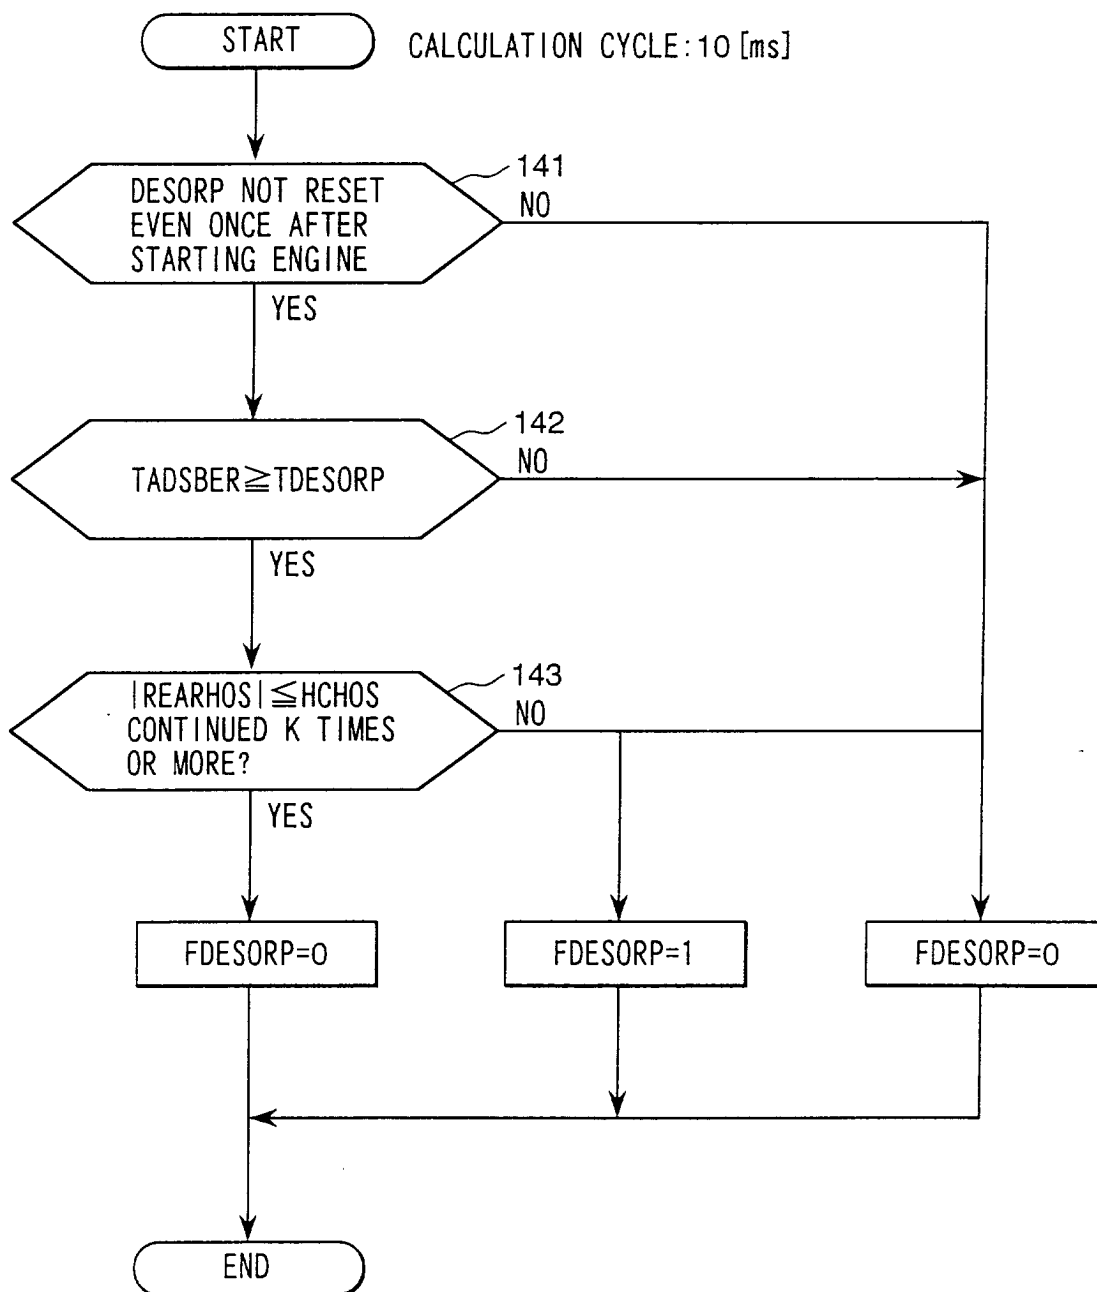 START
CALCULATION CYCLE:10[ms]
141
DESORP NOT RESET
EVEN ONCE AFTER
STARTING ENGINE
NO
YES
142
TADSBER≧TDESORP
NO
YES
143
|REARHOS|≦HCHOS
CONTINUED K TIMES
OR MORE?
NO
YES
FDESORP=0
FDESORP=1
FDESORP=0
END